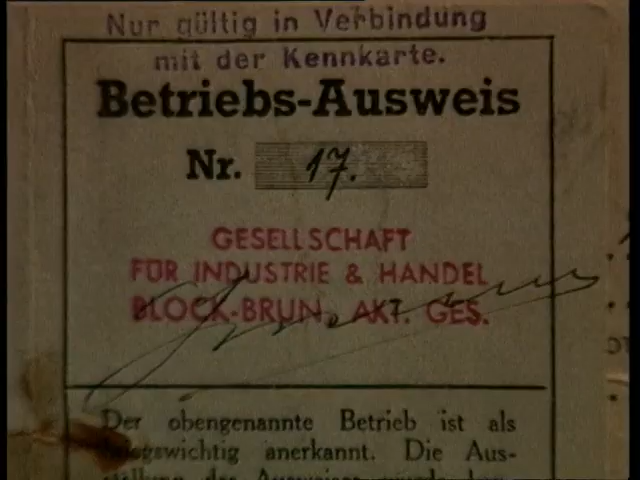 Nur gültig in Verbindung
mit der Kennkarte.
Betriebs-Ausweis
Nr. 17.
GESELLSCHAFT
FÜR INDUSTRIE & HANDEL
BLOCK-BRUN, AKT. GES.
Der obengenannte Betrieb ist als
anerkannt. Die Aus-